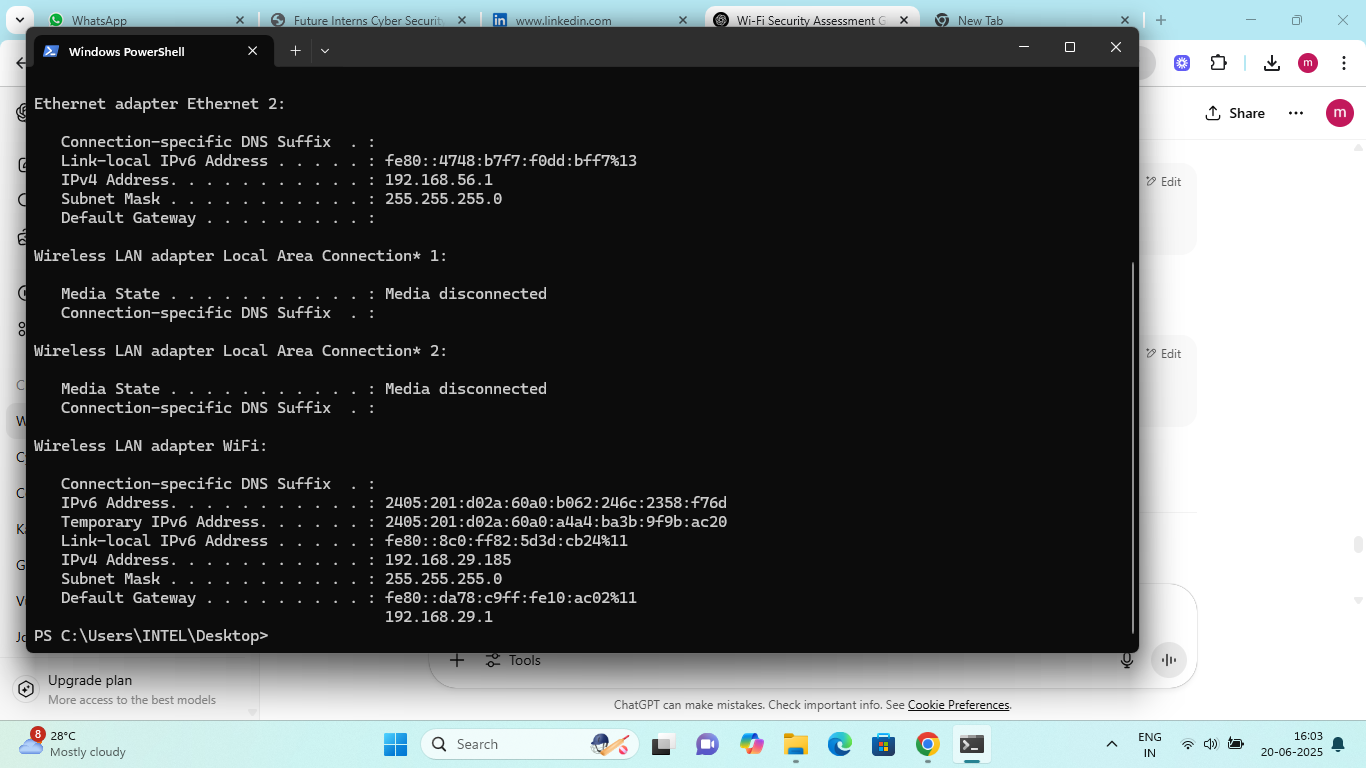 WhatsApp
Future Interns Cyber Securit
www.linkedin.com
Wi-Fi Security Assessment G
New Tab
Windows PowerShell
m
Share
m
Edit
Edit
Ethernet adapter Ethernet 2:
Connection-specific DNS Suffix  . :
Link-local IPv6 Address . . . . . : fe80::4748:b7f7:f0dd:bff7%13
IPv4 Address. . . . . . . . . . . : 192.168.56.1
Subnet Mask . . . . . . . . . . . : 255.255.255.0
Default Gateway . . . . . . . . . :
Wireless LAN adapter Local Area Connection* 1:
Media State . . . . . . . . . . . : Media disconnected
Connection-specific DNS Suffix  . :
Wireless LAN adapter Local Area Connection* 2:
Media State . . . . . . . . . . . : Media disconnected
Connection-specific DNS Suffix  . :
Wireless LAN adapter WiFi:
Connection-specific DNS Suffix  . :
IPv6 Address. . . . . . . . . . . : 2405:201:d02a:60a0:b062:246c:2358:f76d
Temporary IPv6 Address. . . . . . : 2405:201:d02a:60a0:a4a4:ba3b:9f9b:ac20
Link-local IPv6 Address . . . . . : fe80::8c0:ff82:5d3d:cb24%11
IPv4 Address. . . . . . . . . . . : 192.168.29.185
Subnet Mask . . . . . . . . . . . : 255.255.255.0
Default Gateway . . . . . . . . . : fe80::da78:c9ff:fe10:ac02%11
192.168.29.1
PS C:\Users\INTEL\Desktop>
Tools
Upgrade plan
More access to the best models
ChatGPT can make mistakes. Check important info. See Cookie Preferences.
8
28°C
Mostly cloudy
Search
ENG
IN
16:03
20-06-2025